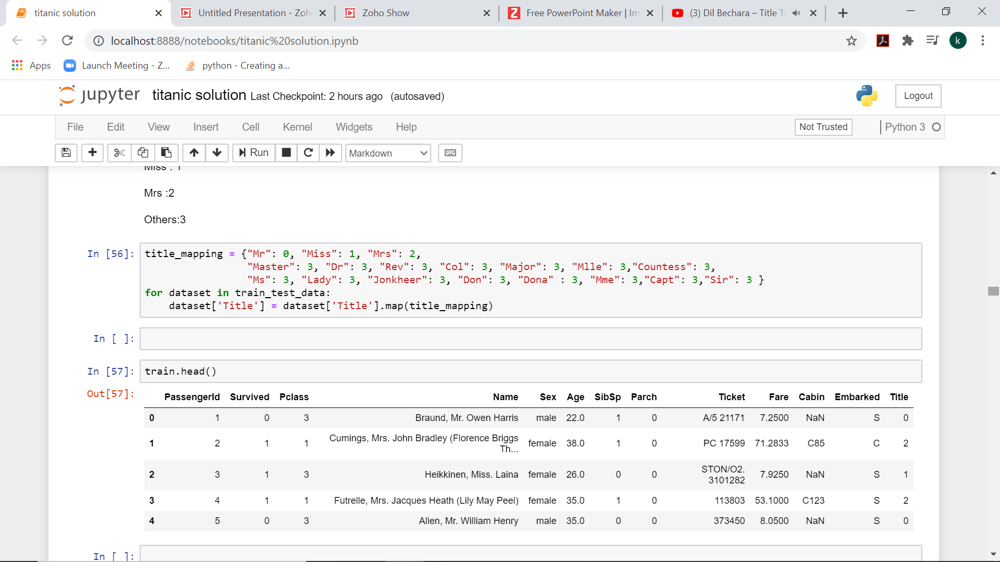 titanic solution
Untitled Presentation - Zoh
Zoho Show
Free PowerPoint Maker | Im
(3) Dil Bechara – Title T
localhost:8888/notebooks/titanic%20solution.ipynb
k
Apps
Launch Meeting - Z...
python - Creating a...
jupyter titanic solution Last Checkpoint: 2 hours ago (autosaved)
Logout
File Edit View Insert Cell Kernel Widgets Help
Not Trusted
Python 3
Run
Markdown
Miss : 1
Mrs :2
Others:3
In [56]: title_mapping = {"Mr": 0, "Miss": 1, "Mrs": 2,
"Master": 3, "Dr": 3, "Rev": 3, "Col": 3, "Major": 3, "Mlle": 3,"Countess": 3,
"Ms": 3, "Lady": 3, "Jonkheer": 3, "Don": 3, "Dona" : 3, "Mme": 3,"Capt": 3,"Sir": 3 }
for dataset in train_test_data:
dataset['Title'] = dataset['Title'].map(title_mapping)
In [ ]:
In [57]: train.head()
Out[57]:
PassengerId Survived Pclass Name Sex Age SibSp Parch Ticket Fare Cabin Embarked Title
0 1 0 3 Braund, Mr. Owen Harris male 22.0 1 0 A/5 21171 7.2500 NaN S 0
1 2 1 1 Cumings, Mrs. John Bradley (Florence Briggs Th... female 38.0 1 0 PC 17599 71.2833 C85 C 2
2 3 1 3 Heikkinen, Miss. Laina female 26.0 0 0 STON/O2. 3101282 7.9250 NaN S 1
3 4 1 1 Futrelle, Mrs. Jacques Heath (Lily May Peel) female 35.0 1 0 113803 53.1000 C123 S 2
4 5 0 3 Allen, Mr. William Henry male 35.0 0 0 373450 8.0500 NaN S 0
In [ ]: